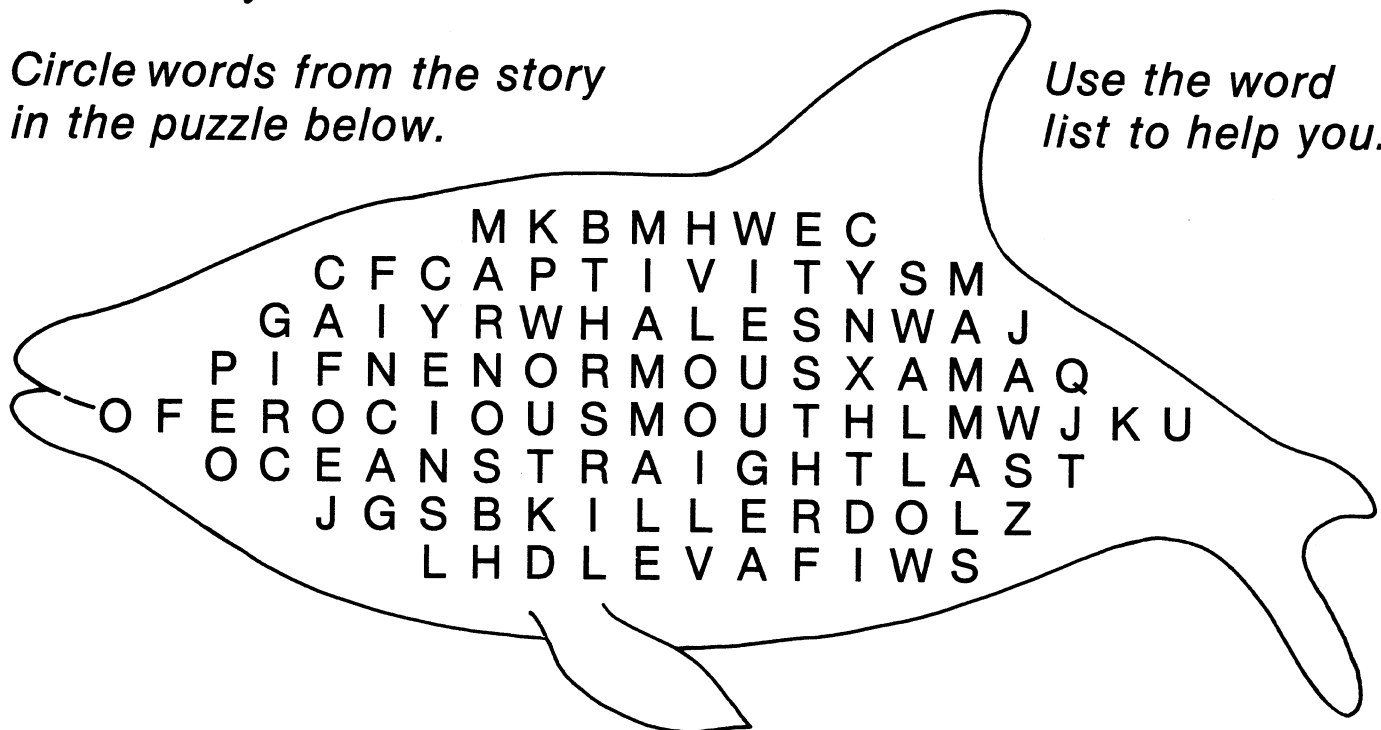 Circle words from the story
in the puzzle below.
Use the word
list to help you.
M K B M H W E C
C F C A P T I V I T Y S M
G A I Y R W H A L E S N W A J
P I F N E N O R M O U S X A M A Q
O F E R O C I O U S M O U T H L M W J K U
O C E A N S T R A I G H T L A S T
J G S B K I L L E R D O L Z
L H D L E V A F I W S